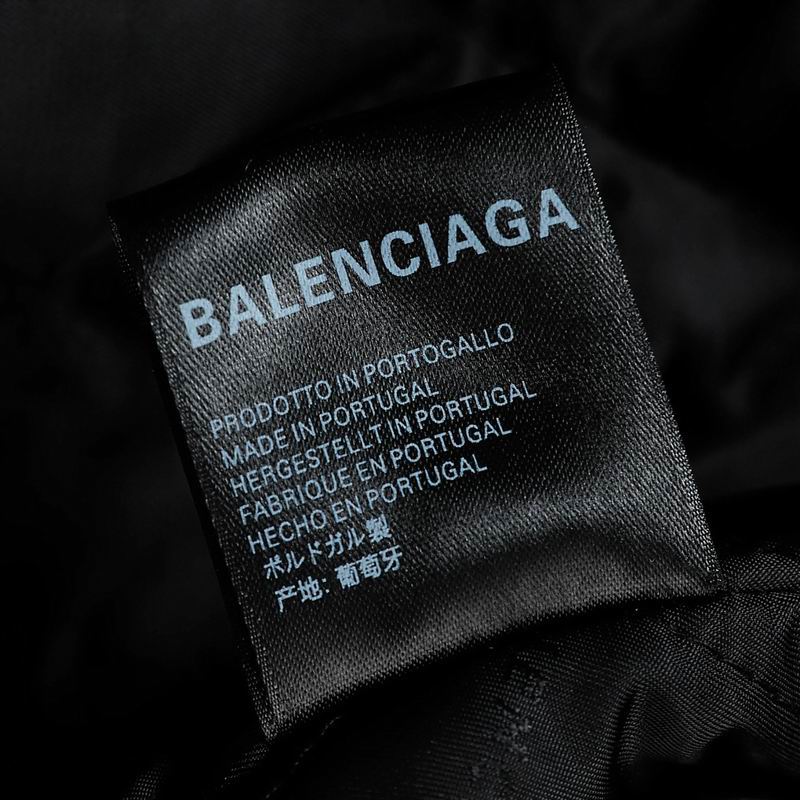 BALENCIAGA
PRODOTTO IN PORTOGALLO
MADE IN PORTUGAL
HERGESTELLT IN PORTUGAL
FABRIQUE EN PORTUGAL
HECHO EN PORTUGAL
ポルドガル製
产地: 葡萄牙